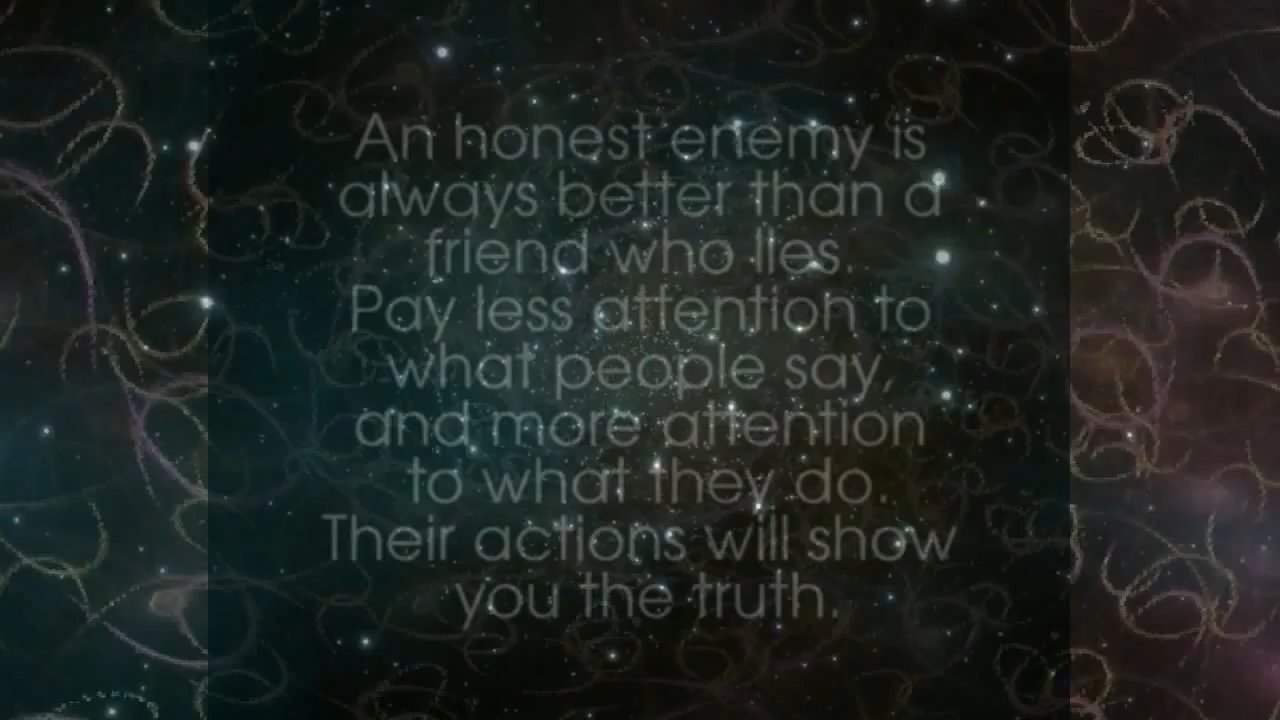 An honest enemy is
always better than a
friend who lies.
Pay less attention to
what people say,
and more attention
to what they do.
Their actions will show
you the truth.